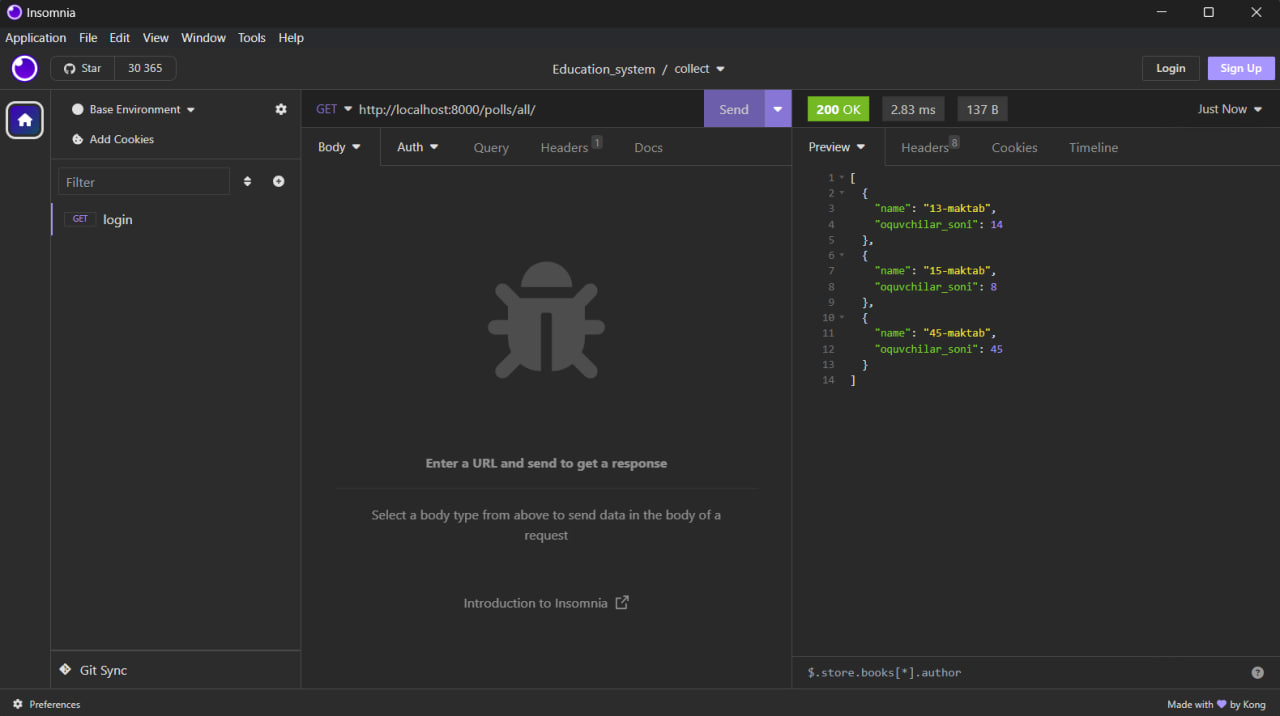 Insomnia
Application File Edit View Window Tools Help
Star 30 365
Education_system / collect
Login Sign Up
Base Environment
Add Cookies
Filter
GET login
Git Sync
GET http://localhost:8000/polls/all/ Send
Body Auth Query Headers 1 Docs
Enter a URL and send to get a response
Select a body type from above to send data in the body of a
request
Introduction to Insomnia
200 OK 2.83 ms 137 B Just Now
Preview Headers 8 Cookies Timeline
1 [
2 {
3 "name": "13-maktab",
4 "oquvchilar_soni": 14
5 },
6 {
7 "name": "15-maktab",
8 "oquvchilar_soni": 8
9 },
10 {
11 "name": "45-maktab",
12 "oquvchilar_soni": 45
13 }
14 ]
$.store.books[*].author ?
Preferences
Made with 💜 by Kong